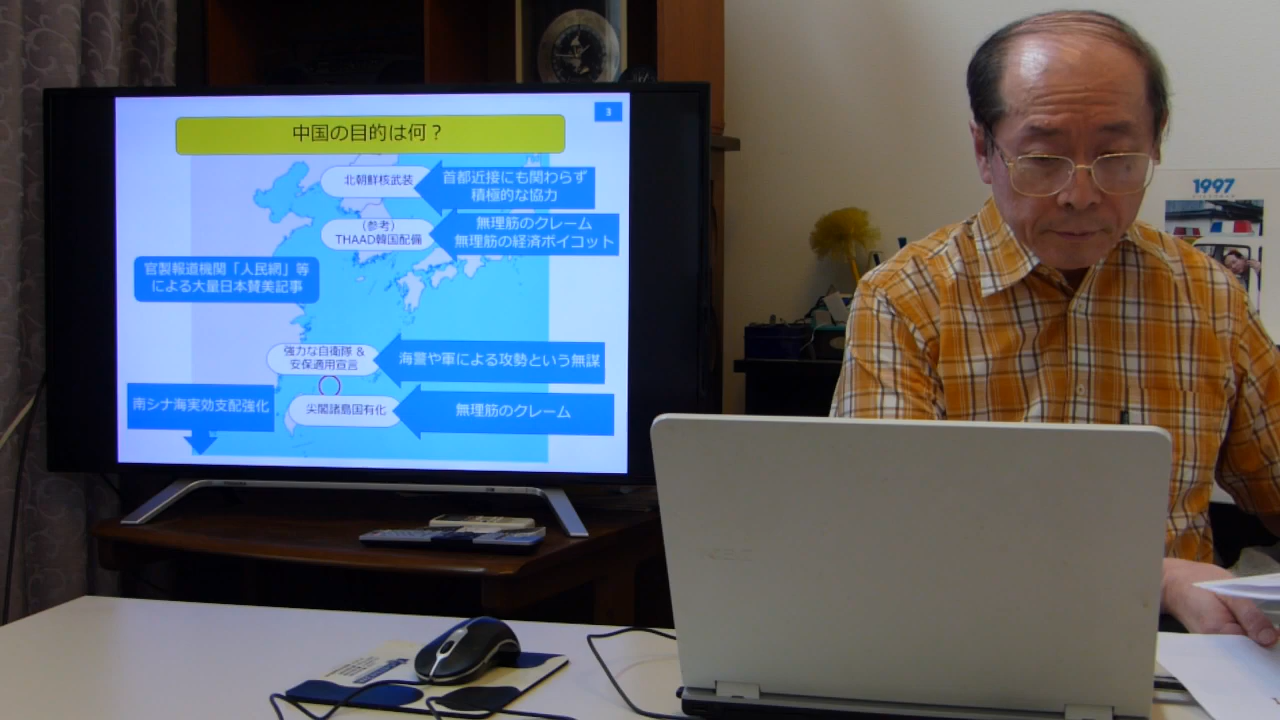 3
中国の目的は何？
北朝鮮核武装
首都近接にも関わらず
積極的な協力
(参考)
THAAD韓国配備
無理筋のクレーム
無理筋の経済ボイコット
官製報道機関「人民網」等
による大量日本賛美記事
強力な自衛隊＆
安保適用宣言
海警や軍による攻勢という無謀
南シナ海実効支配強化
尖閣諸島国有化
無理筋のクレーム
1997